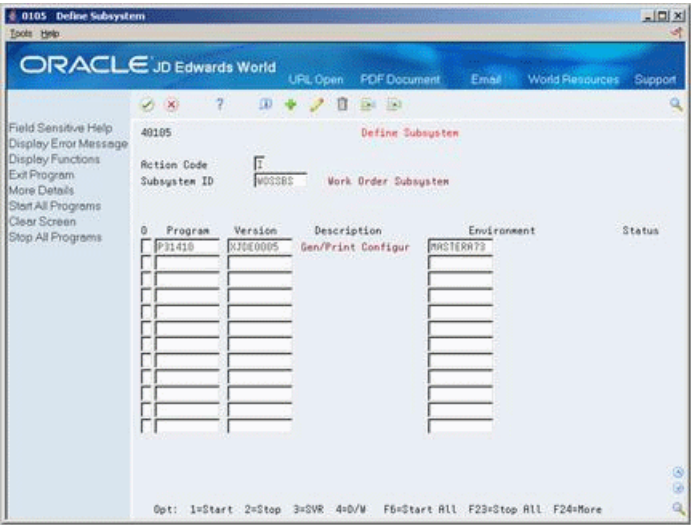 0105 Define Subsystem
Tools Help
ORACLE JD Edwards World
URL Open PDF Document Email World Resources Support
Field Sensitive Help
Display Error Message
Display Functions
Exit Program
More Details
Start All Programs
Clear Screen
Stop All Programs
40105 Define Subsystem
Action Code I
Subsystem ID WOSSBS Work Order Subsystem
O Program Version Description Environment Status
P31410 XJDE0005 Gen/Print Configur MASTERA73
Opt: 1=Start 2=Stop 3=SVR 4=D/W F6=Start All F23=Stop All F24=More